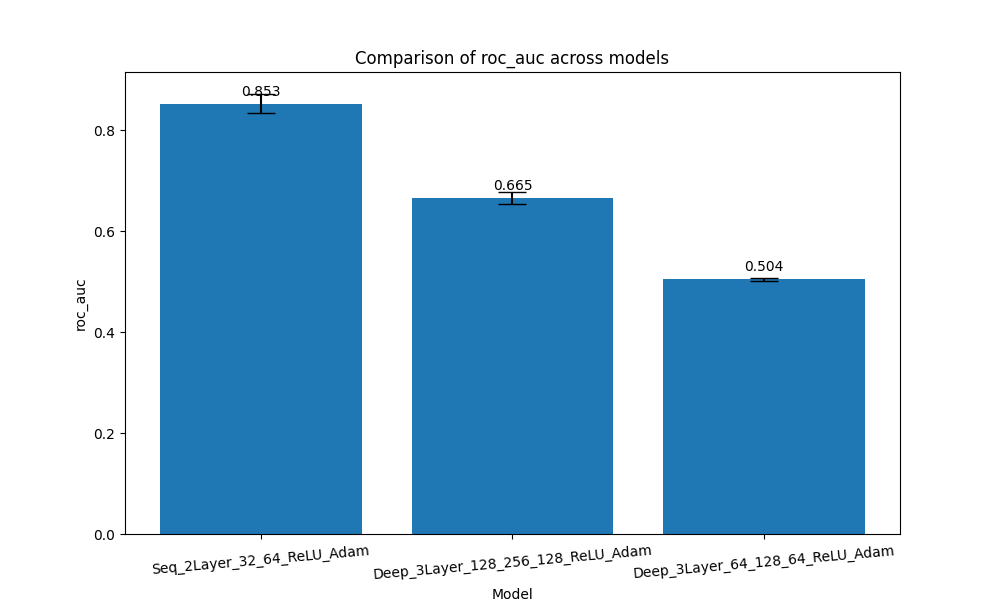 Comparison of roc_auc across models
0.853
0.665
0.504
0.8
0.6
0.4
0.2
0.0
roc_auc
Seq_2Layer_32_64_ReLU_Adam
Deep_3Layer_128_256_128_ReLU_Adam
Deep_3Layer_64_128_64_ReLU_Adam
Model